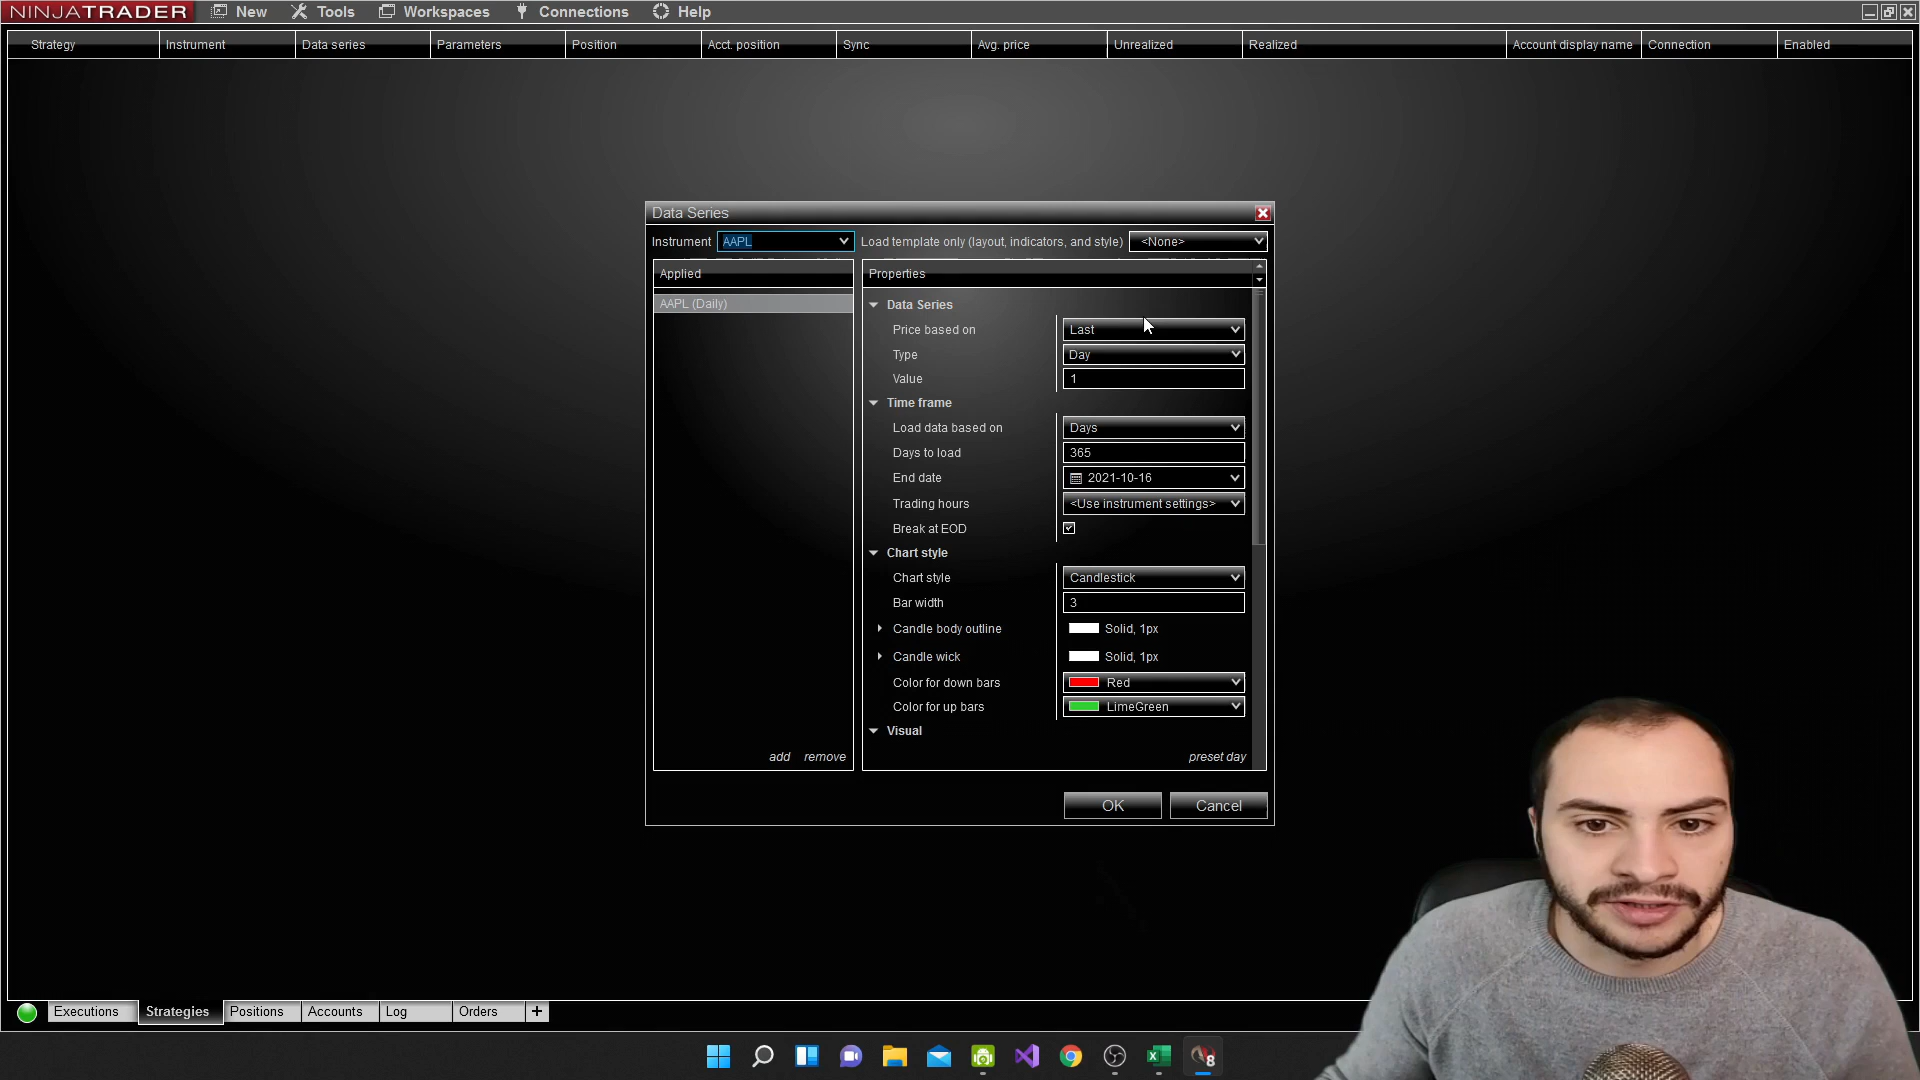 NINJATRADER New Tools Workspaces Connections Help
Strategy Instrument Data series Parameters Position Acct. position Sync Avg. price Unrealized Realized Account display name Connection Enabled
Data Series
Instrument AAPL Load template only (layout, indicators, and style) <None>
Applied Properties
AAPL (Daily) Data Series
Price based on Last
Type Day
Value 1
Time frame
Load data based on Days
Days to load 365
End date 2021-10-16
Trading hours <Use instrument settings>
Break at EOD
Chart style
Chart style Candlestick
Bar width 3
Candle body outline Solid, 1px
Candle wick Solid, 1px
Color for down bars Red
Color for up bars LimeGreen
Visual
add remove preset day
OK Cancel
Executions Strategies Positions Accounts Log Orders +
8